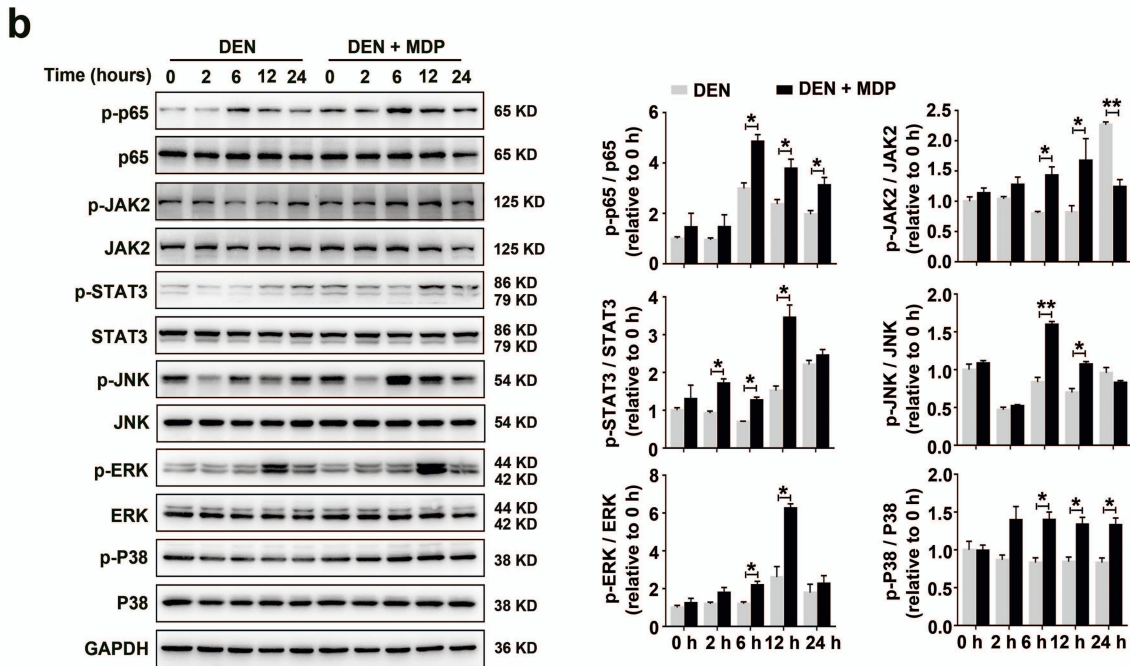 b
DEN DEN + MDP
Time (hours) 0 2 6 12 24 0 2 6 12 24
p-p65 65 KD
p65 65 KD
p-JAK2 125 KD
JAK2 125 KD
p-STAT3 86 KD
79 KD
STAT3 86 KD
79 KD
p-JNK 54 KD
JNK 54 KD
p-ERK 44 KD
42 KD
ERK 44 KD
42 KD
p-P38 38 KD
P38 38 KD
GAPDH 36 KD
DEN DEN + MDP
p-p65 / p65
(relative to 0 h)
6
4
2
0
* * *
p-JAK2 / JAK2
(relative to 0 h)
2.5
2.0
1.5
1.0
0.5
0.0
* * **
p-STAT3 / STAT3
(relative to 0 h)
4
3
2
1
0
* * *
p-JNK / JNK
(relative to 0 h)
2.0
1.5
1.0
0.5
0.0
** *
p-ERK / ERK
(relative to 0 h)
6
4
2
0
* *
0 h 2 h 6 h 12 h 24 h
p-P38 / P38
(relative to 0 h)
2.0
1.5
1.0
0.5
0.0
* * *
0 h 2 h 6 h 12 h 24 h